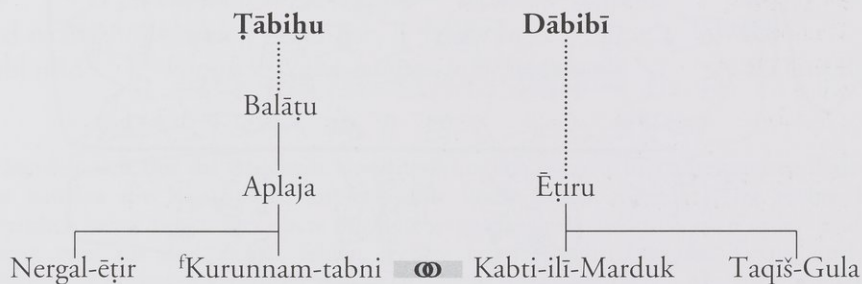 Ṭābiḫu Dābibī
Balāṭu
Aplaja Ēṭiru
Nergal-ēṭir ᶠKurunnam-tabni ꝏ Kabti-ilī-Marduk Taqīš-Gula